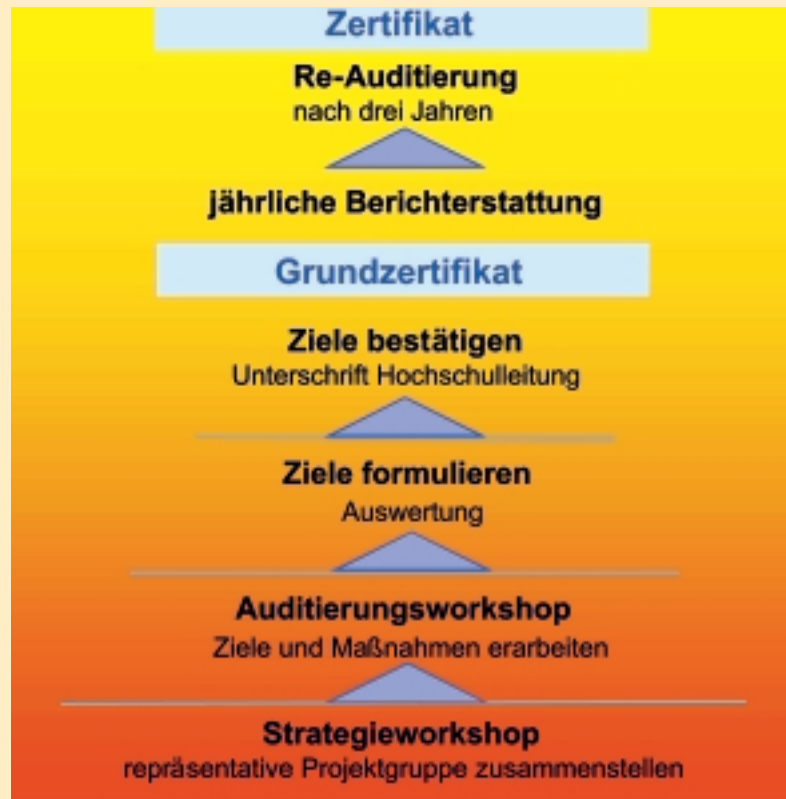 Zertifikat
Re-Auditierung
nach drei Jahren
jährliche Berichterstattung
Grundzertifikat
Ziele bestätigen
Unterschrift Hochschulleitung
Ziele formulieren
Auswertung
Auditierungsworkshop
Ziele und Maßnahmen erarbeiten
Strategieworkshop
repräsentative Projektgruppe zusammenstellen